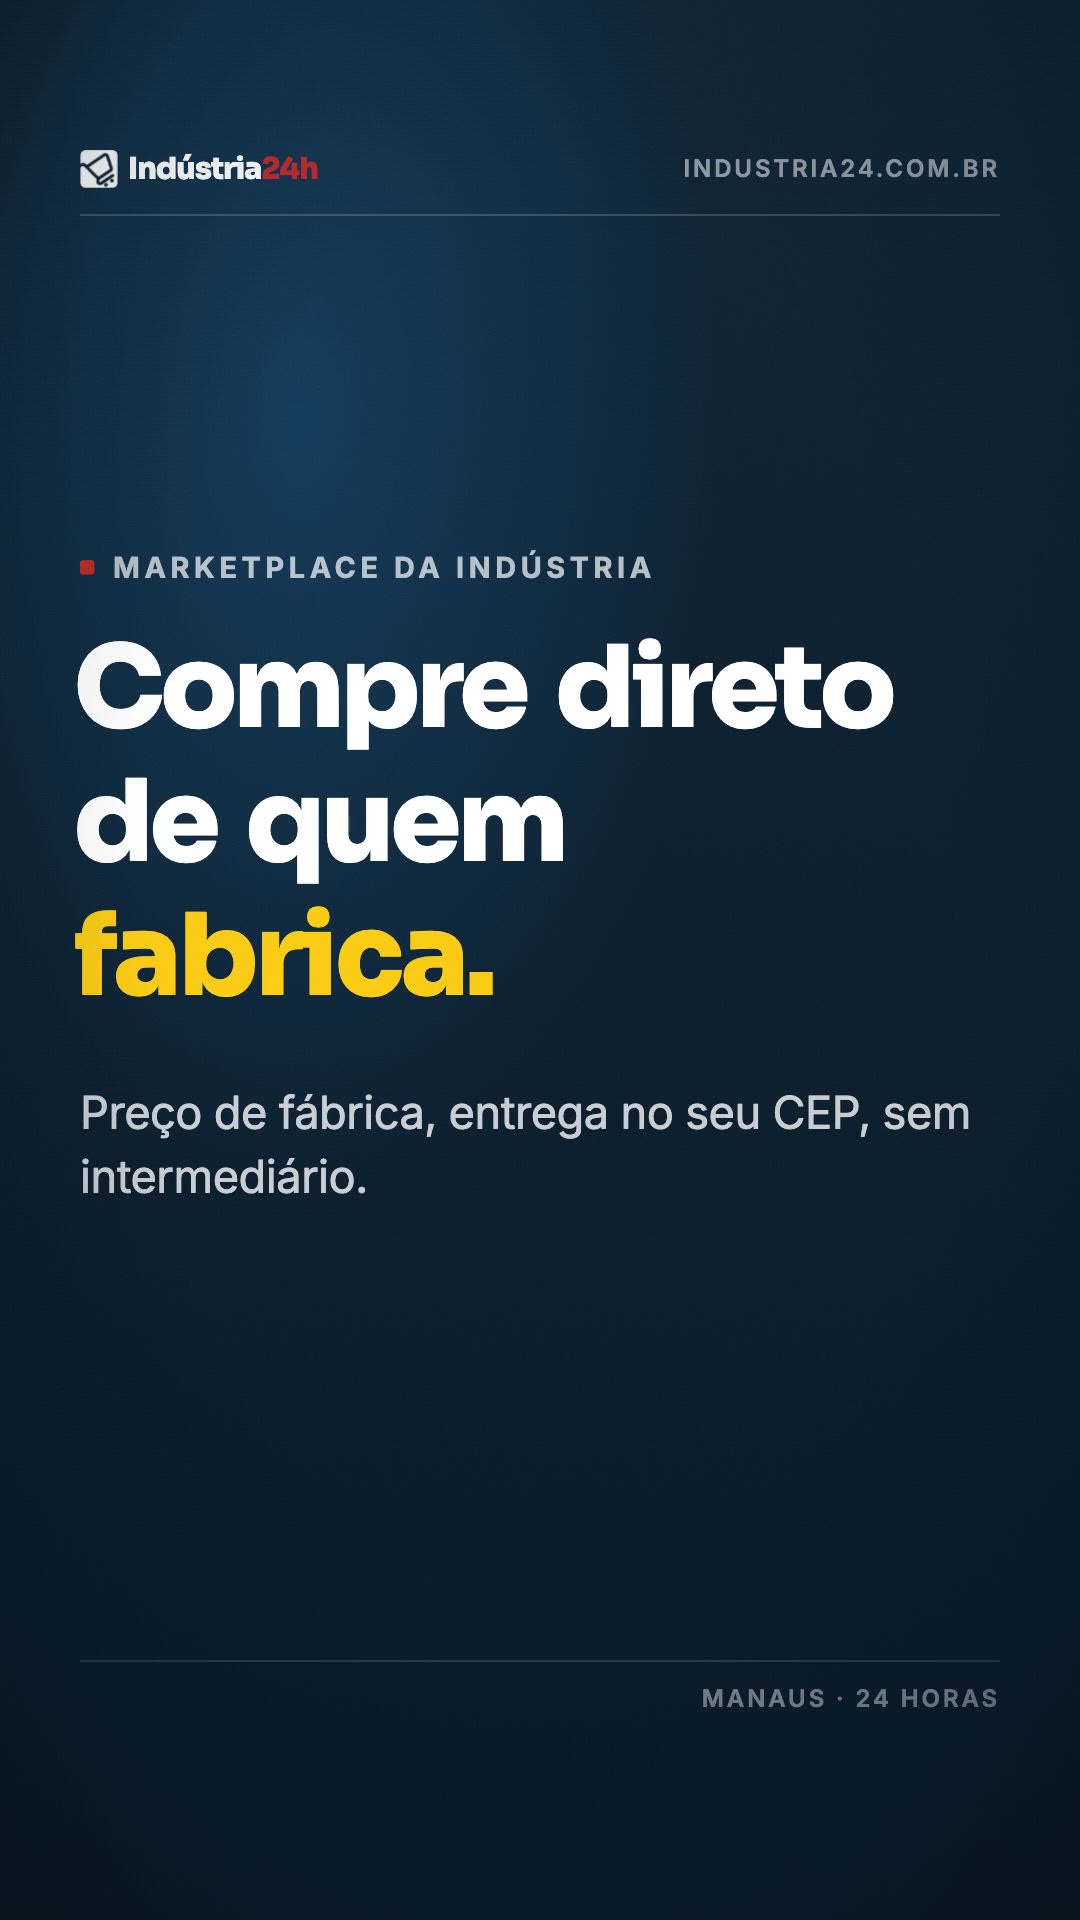 Indústria24h
INDUSTRIA24.COM.BR
MARKETPLACE DA INDÚSTRIA
Compre direto
de quem
fabrica.
Preço de fábrica, entrega no seu CEP, sem
intermediário.
MANAUS · 24 HORAS